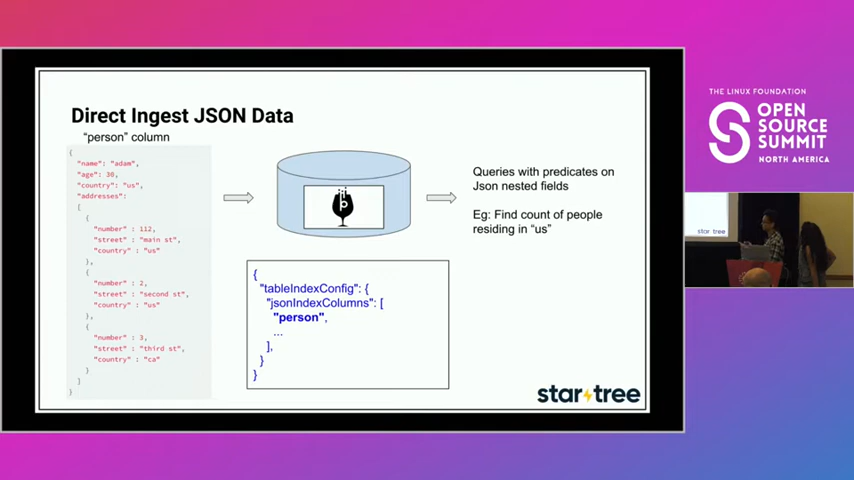 Direct Ingest JSON Data
"person" column
{
"name": "adam",
"age": 30,
"country": "us",
"addresses":
[
{
"number" : 112,
"street" : "main st",
"country" : "us"
},
{
"number" : 2,
"street" : "second st",
"country" : "us"
},
{
"number" : 3,
"street" : "third st",
"country" : "ca"
}
]
}
{
"tableIndexConfig": {
"jsonIndexColumns": [
"person",
...
],
}
}
Queries with predicates on
Json nested fields
Eg: Find count of people
residing in "us"
star tree
THE LINUX FOUNDATION
OPEN
SOURCE
SUMMIT
NORTH AMERICA
star tree